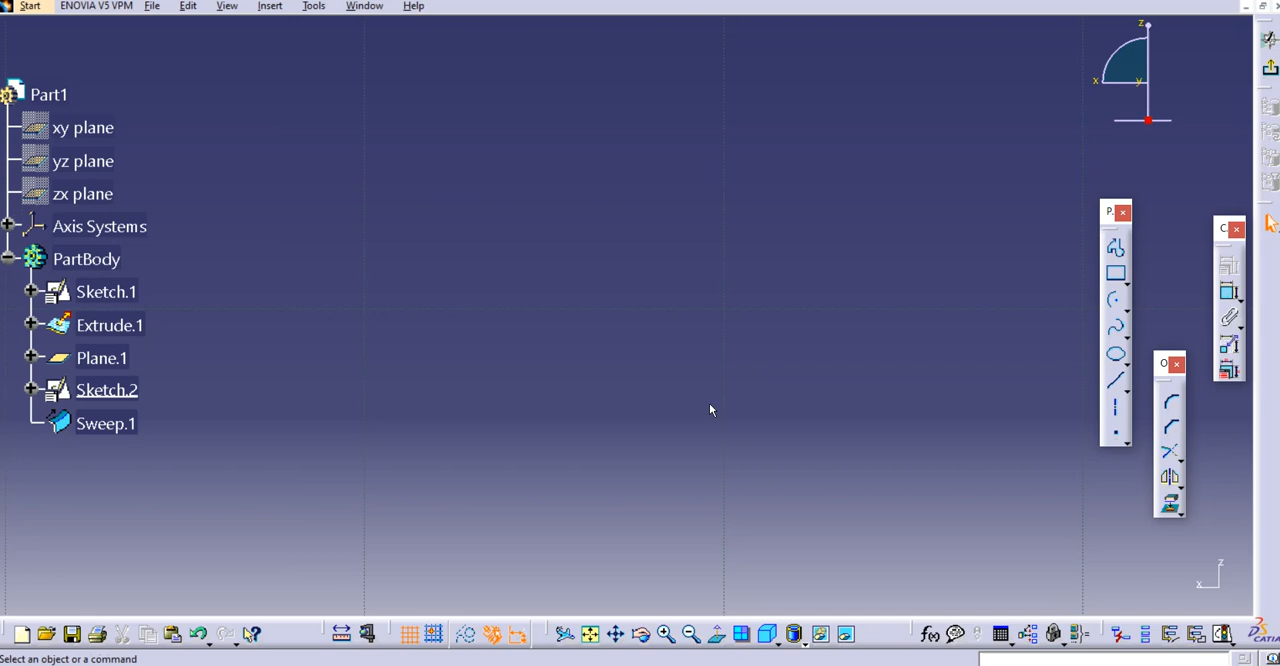 Start ENOVIA V5 VPM File Edit View Insert Tools Window Help
z
x
y
Part1
xy plane
yz plane
zx plane
Axis Systems
PartBody
Sketch.1
Extrude.1
Plane.1
Sketch.2
Sweep.1
P.
C.
O
z
x
f(x)
CATIA
Select an object or a command